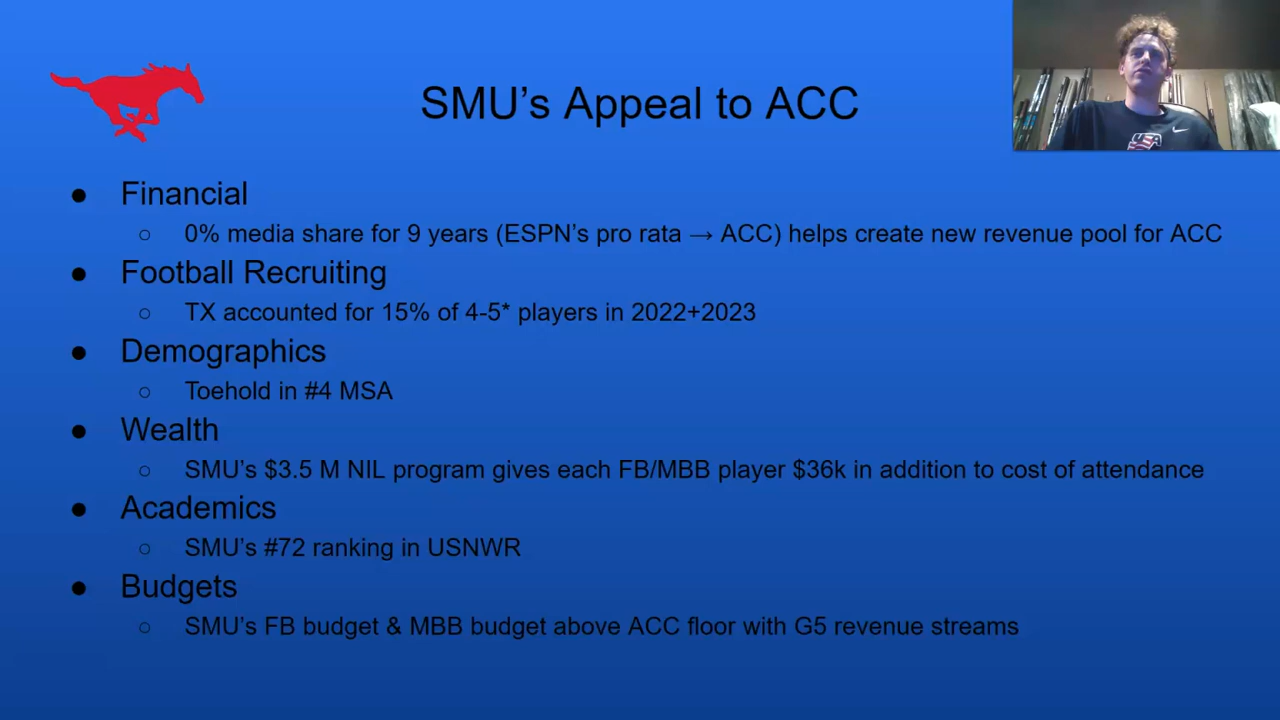 SMU’s Appeal to ACC
● Financial
○ 0% media share for 9 years (ESPN’s pro rata → ACC) helps create new revenue pool for ACC
● Football Recruiting
○ TX accounted for 15% of 4-5* players in 2022+2023
● Demographics
○ Toehold in #4 MSA
● Wealth
○ SMU’s $3.5 M NIL program gives each FB/MBB player $36k in addition to cost of attendance
● Academics
○ SMU’s #72 ranking in USNWR
● Budgets
○ SMU’s FB budget & MBB budget above ACC floor with G5 revenue streams
USA